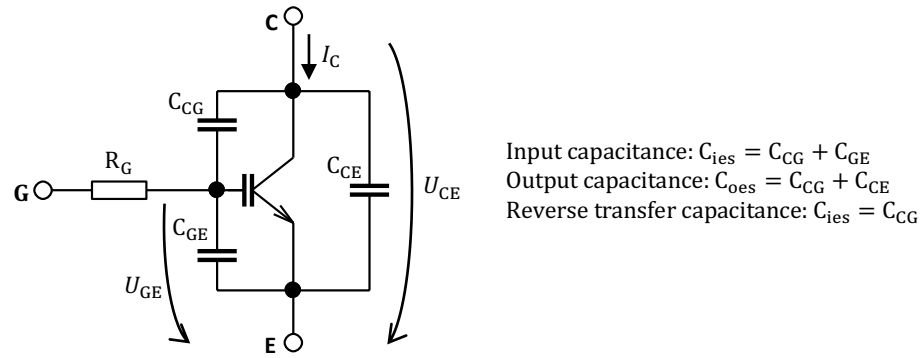 C
I_C
C_CG
R_G
C_CE
G
U_CE
C_GE
U_GE
E
Input capacitance: C_ies = C_CG + C_GE
Output capacitance: C_oes = C_CG + C_CE
Reverse transfer capacitance: C_ies = C_CG